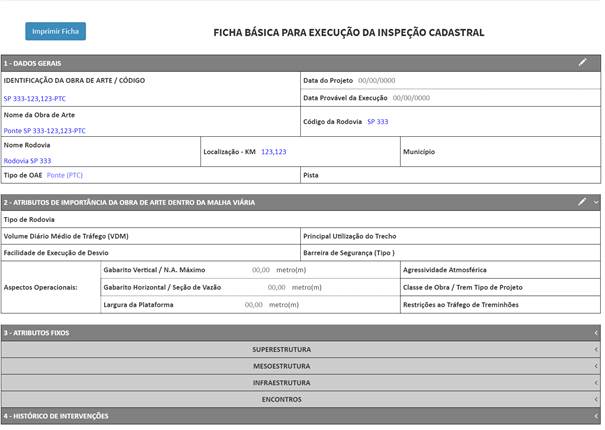 Imprimir Ficha
FICHA BÁSICA PARA EXECUÇÃO DA INSPEÇÃO CADASTRAL
1 - DADOS GERAIS
IDENTIFICAÇÃO DA OBRA DE ARTE / CÓDIGO
SP 333-123,123-PTC
Data do Projeto 00/00/0000
Data Provável da Execução 00/00/0000
Nome da Obra de Arte
Ponte SP 333-123,123-PTC
Código da Rodovia SP 333
Nome Rodovia
Rodovia SP 333
Localização - KM 123,123
Município
Tipo de OAE Ponte (PTC)
Pista
2 - ATRIBUTOS DE IMPORTÂNCIA DA OBRA DE ARTE DENTRO DA MALHA VIÁRIA
Tipo de Rodovia
Volume Diário Médio de Tráfego (VDM)
Principal Utilização do Trecho
Facilidade de Execução de Desvio
Barreira de Segurança (Tipo )
Aspectos Operacionais:
Gabarito Vertical / N.A. Máximo 00,00 metro(m)
Agressividade Atmosférica
Gabarito Horizontal / Seção de Vazão 00,00 metro(m)
Classe de Obra / Trem Tipo de Projeto
Largura da Plataforma 00,00 metro(m)
Restrições ao Tráfego de Treminhões
3 - ATRIBUTOS FIXOS
SUPERESTRUTURA
MESOESTRUTURA
INFRAESTRUTURA
ENCONTROS
4 - HISTÓRICO DE INTERVENÇÕES